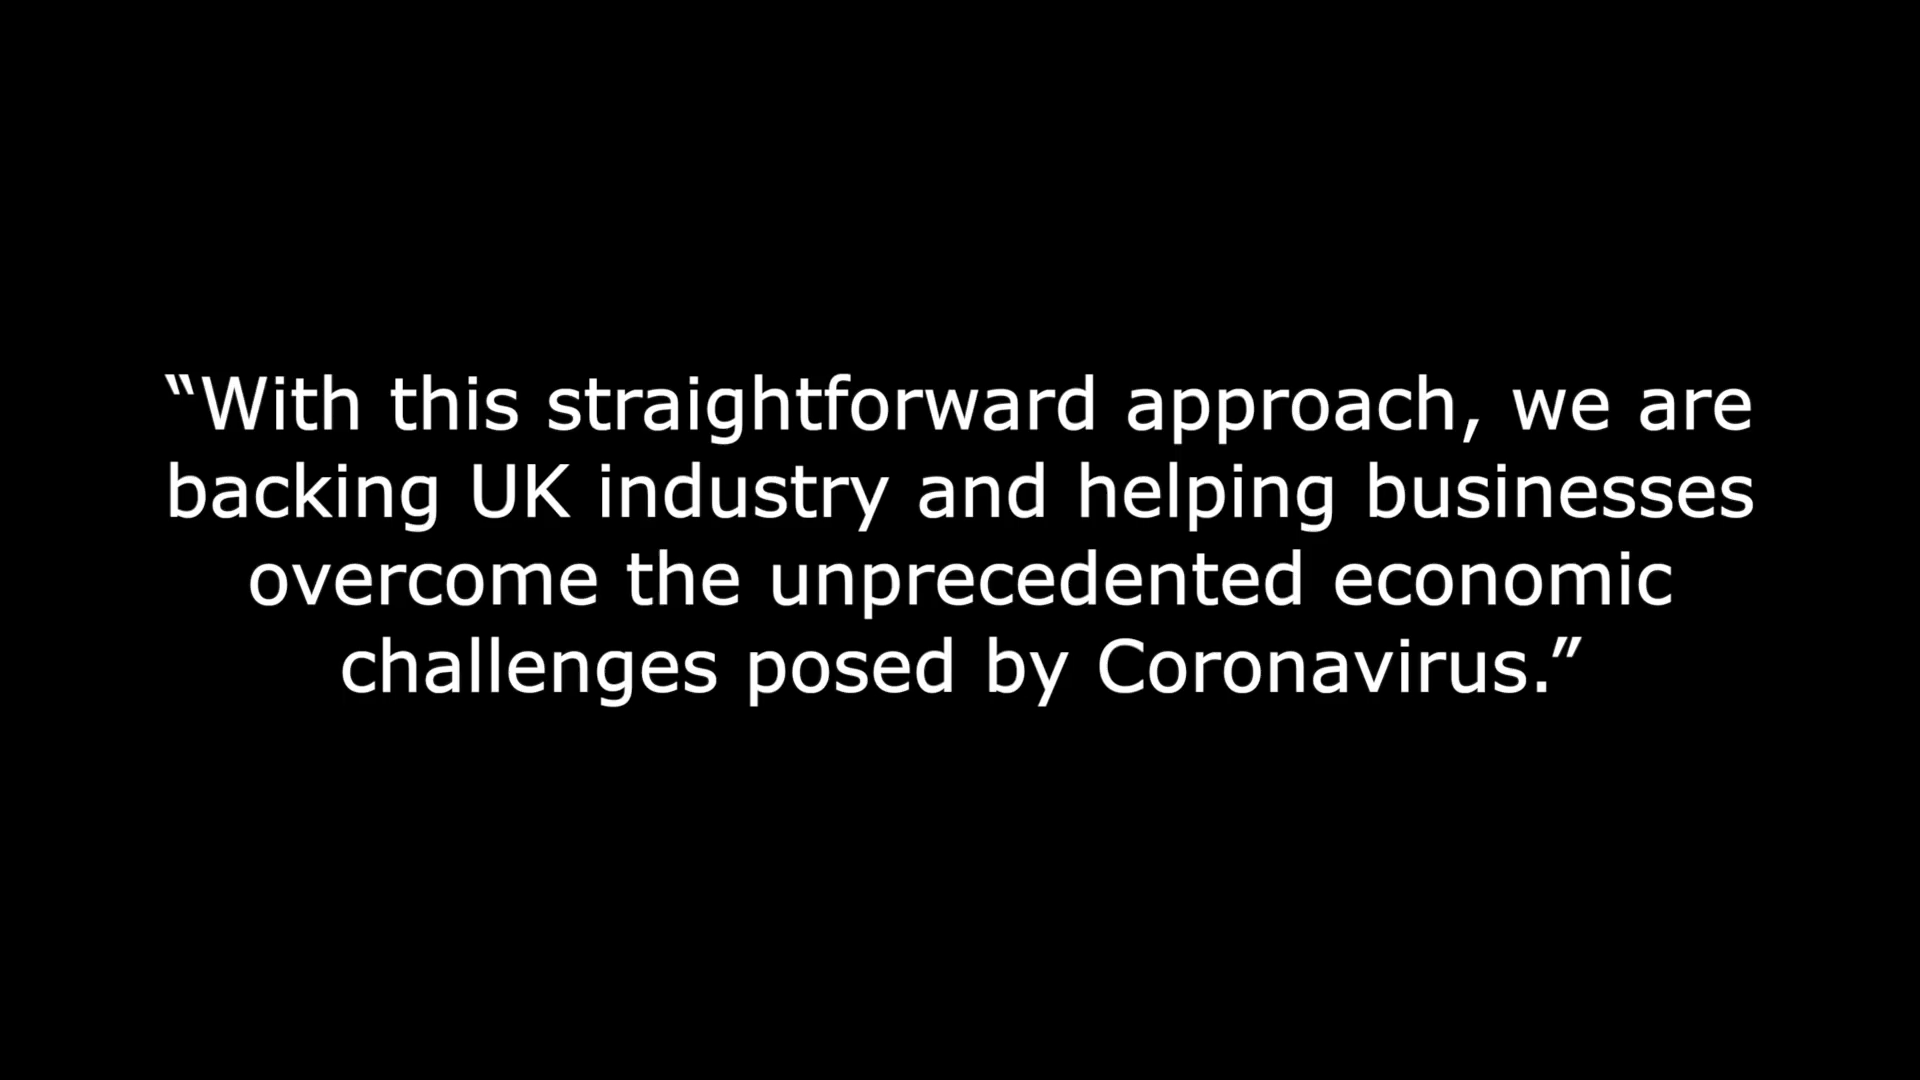 “With this straightforward approach, we are
backing UK industry and helping businesses
overcome the unprecedented economic
challenges posed by Coronavirus.”